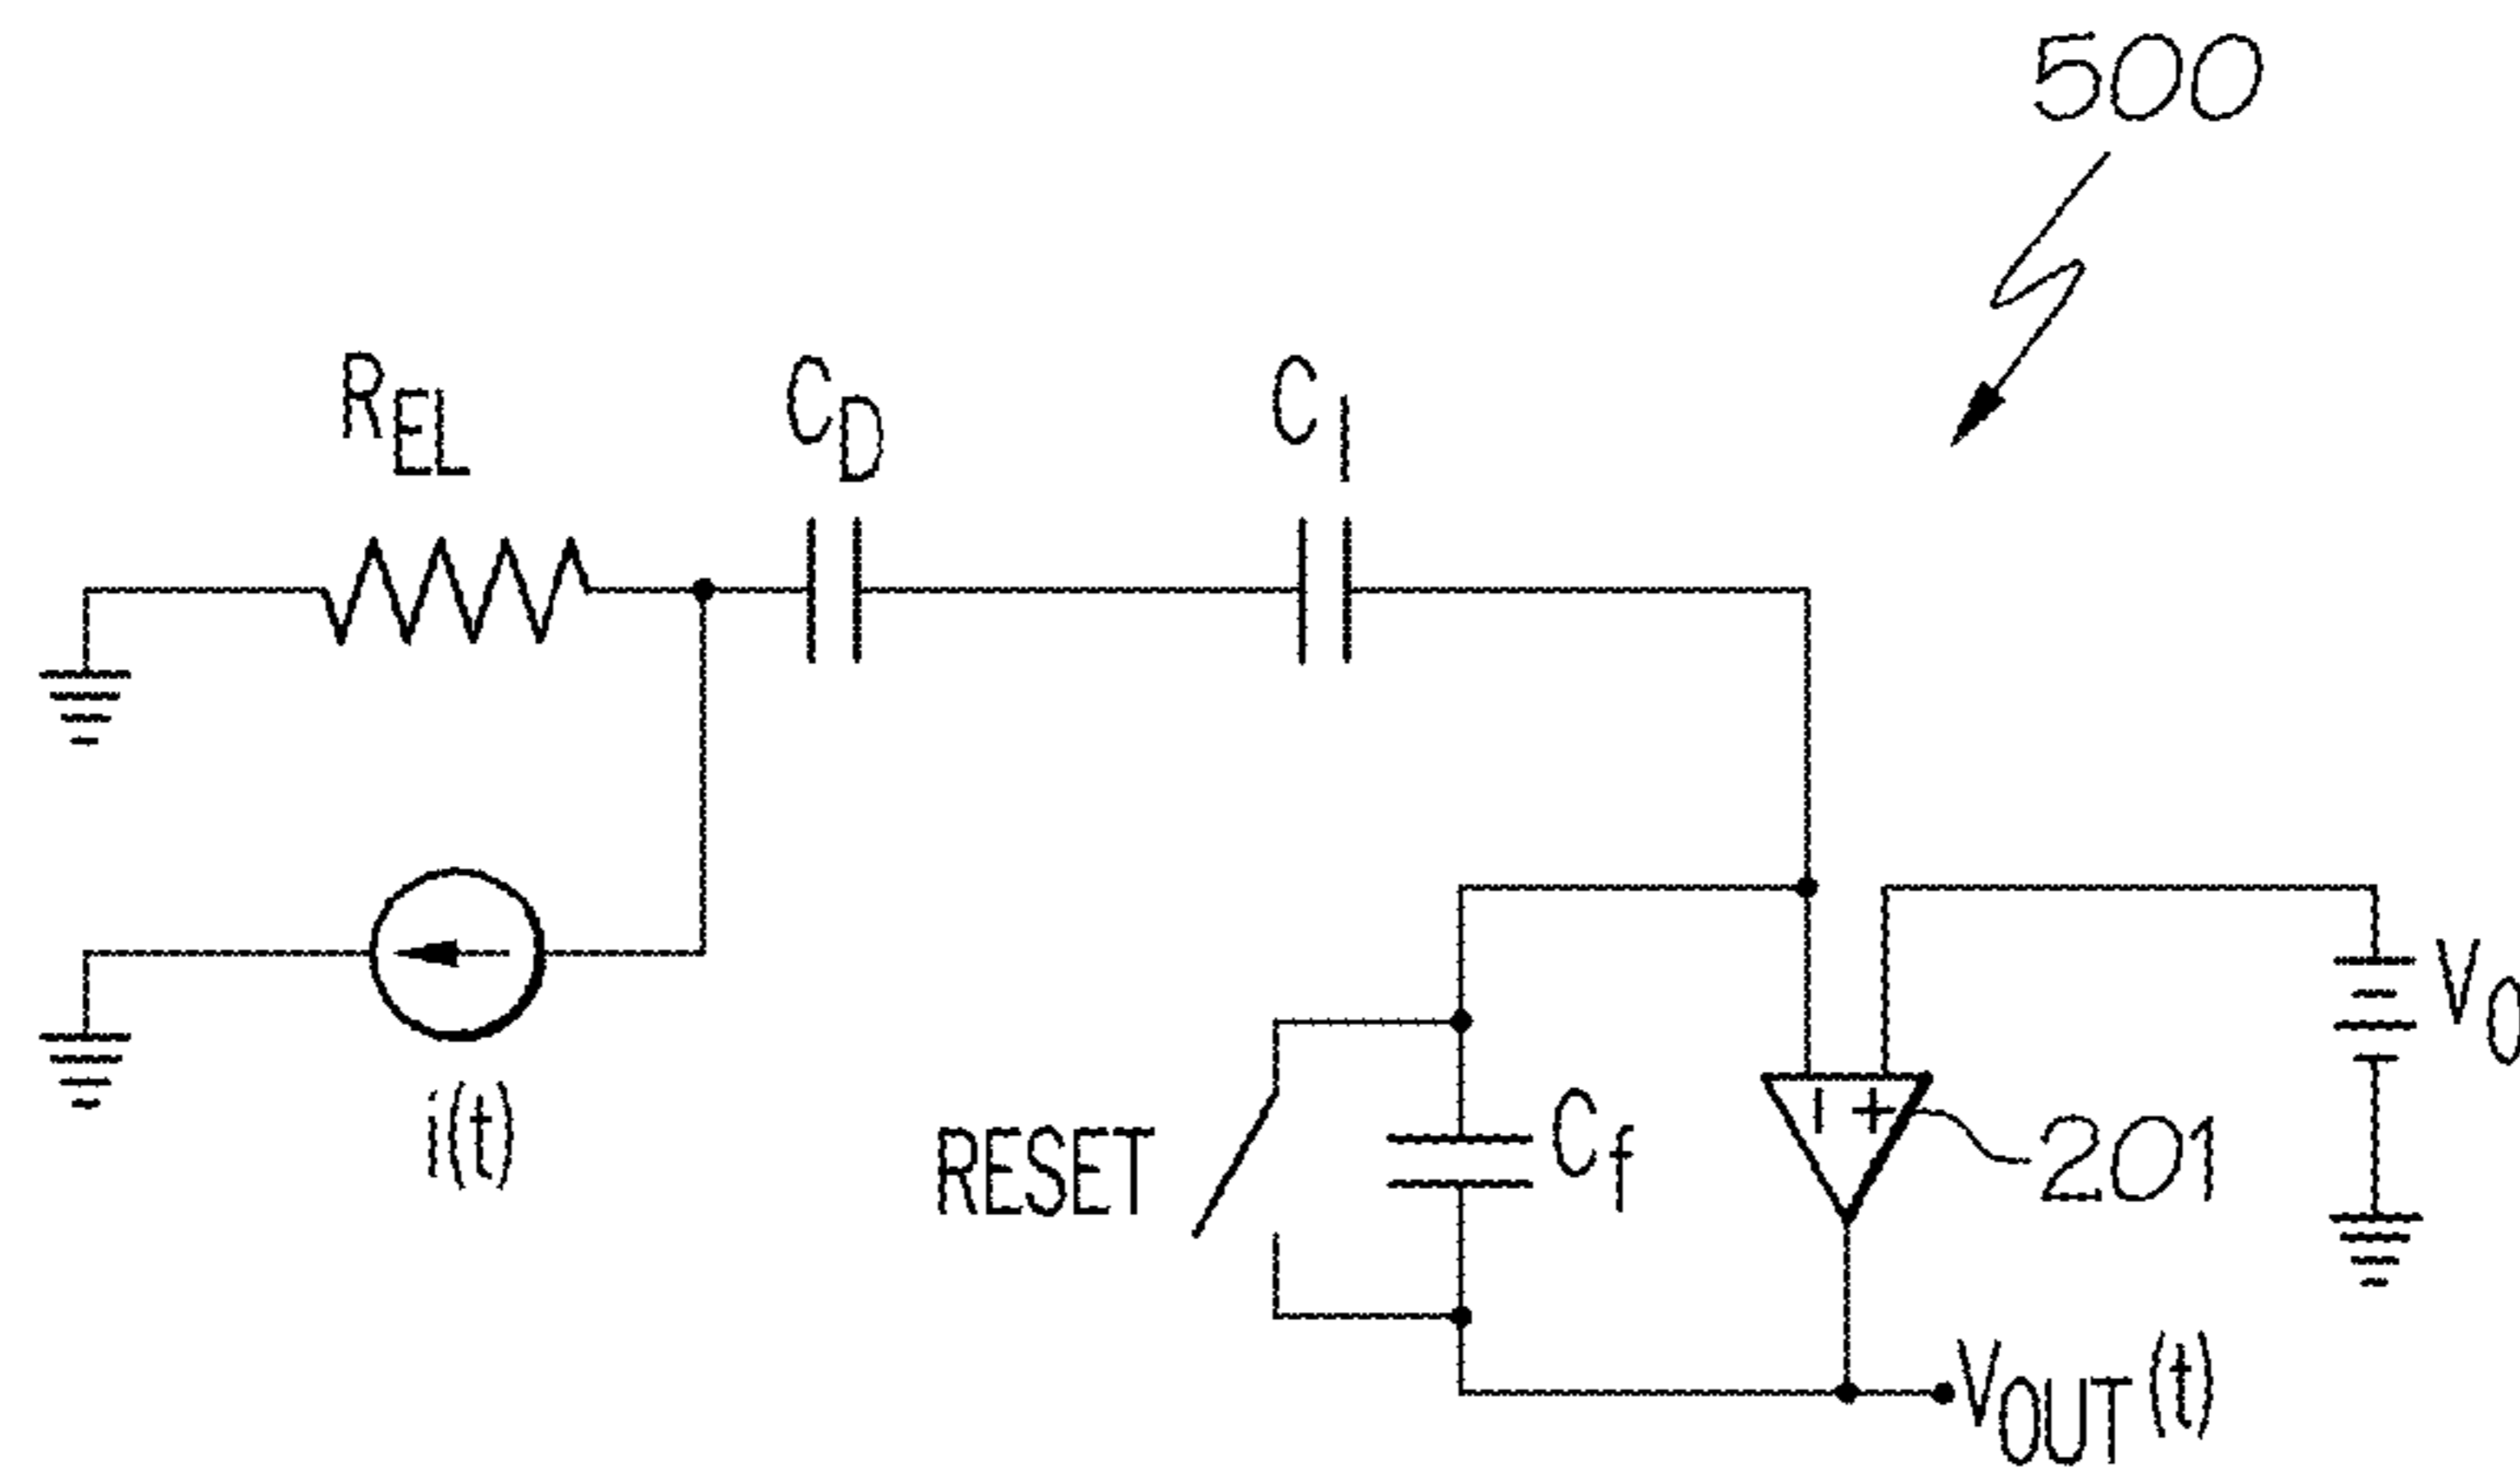 500
R_EL
C_D
C_I
V_O
i(t)
RESET
C_f
- +
201
V_OUT(t)